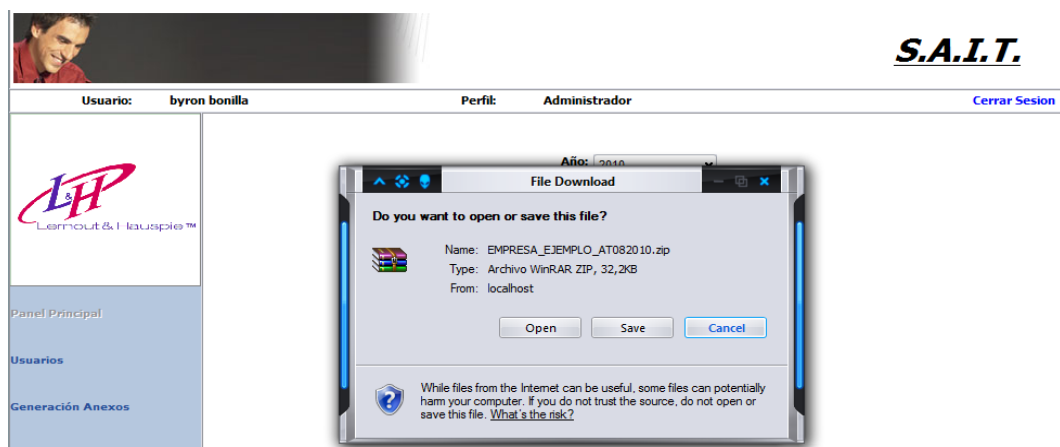 S.A.I.T.
Usuario: byron bonilla Perfil: Administrador Cerrar Sesion
L&H
Lernout & Hauspie™
Año: 2010
File Download
Do you want to open or save this file?
Name: EMPRESA_EJEMPLO_AT082010.zip
Type: Archivo WinRAR ZIP, 32,2KB
From: localhost
Open Save Cancel
While files from the Internet can be useful, some files can potentially
harm your computer. If you do not trust the source, do not open or
save this file. What's the risk?
Panel Principal
Usuarios
Generación Anexos